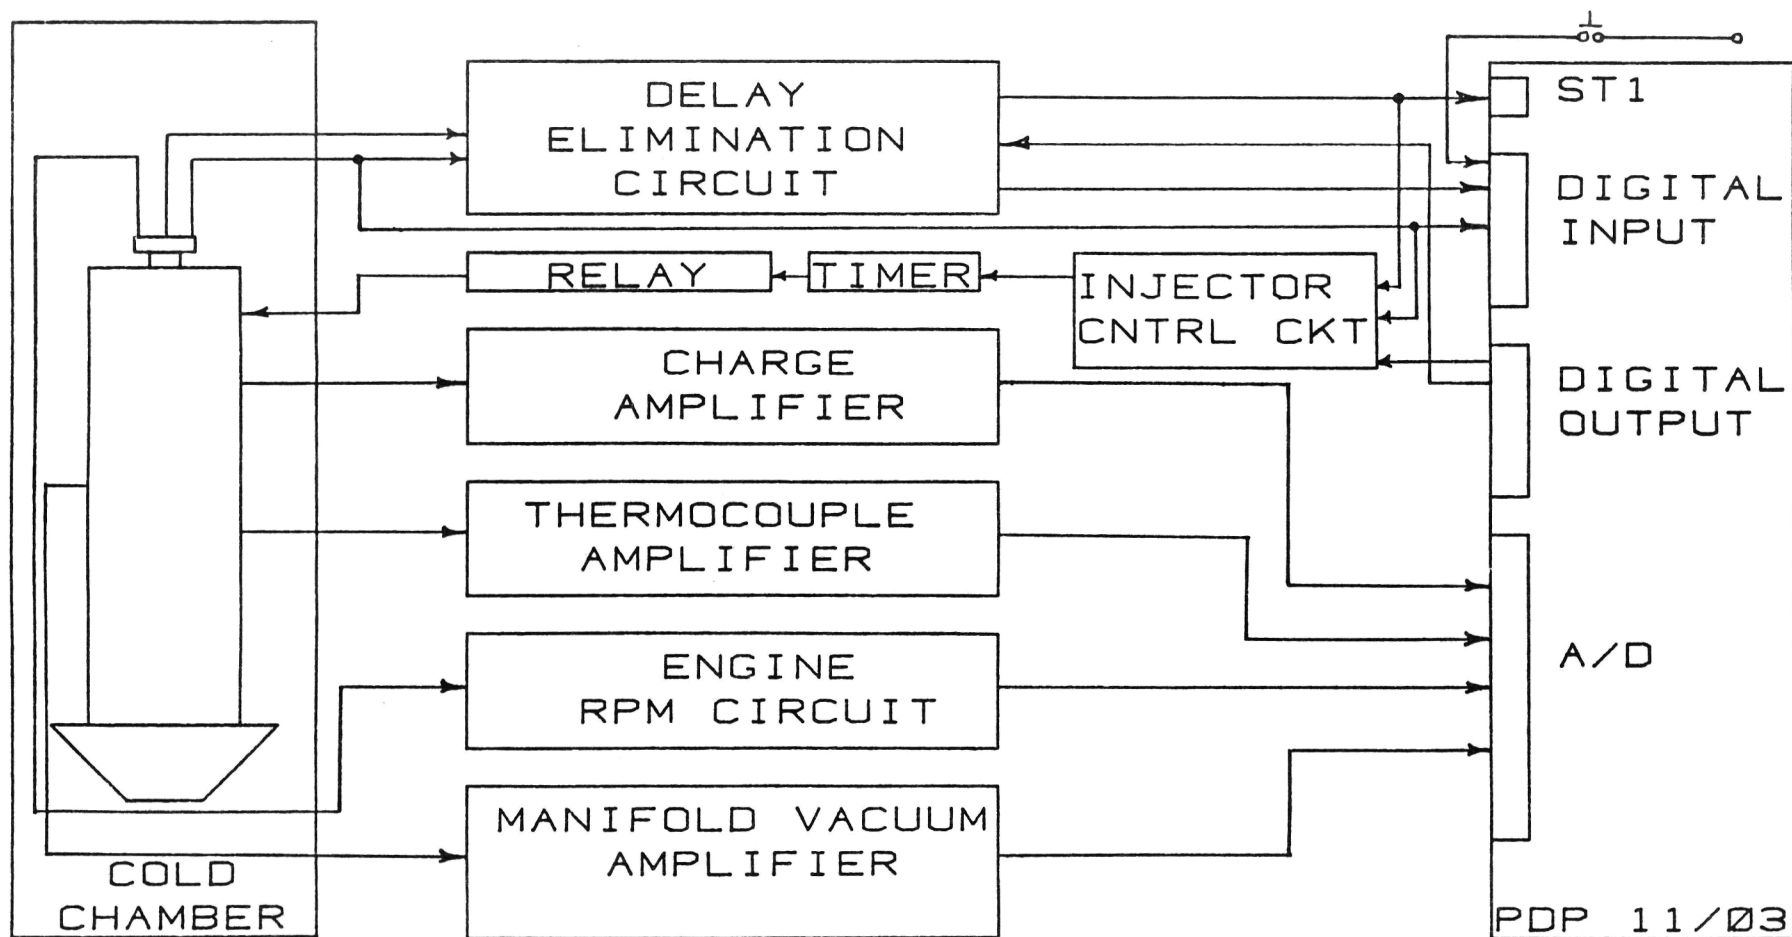 DELAY
ELIMINATION
CIRCUIT
ST1
DIGITAL
INPUT
RELAY
TIMER
INJECTOR
CNTRL CKT
CHARGE
AMPLIFIER
DIGITAL
OUTPUT
THERMOCOUPLE
AMPLIFIER
ENGINE
RPM CIRCUIT
A/D
MANIFOLD VACUUM
AMPLIFIER
COLD
CHAMBER
PDP 11/03